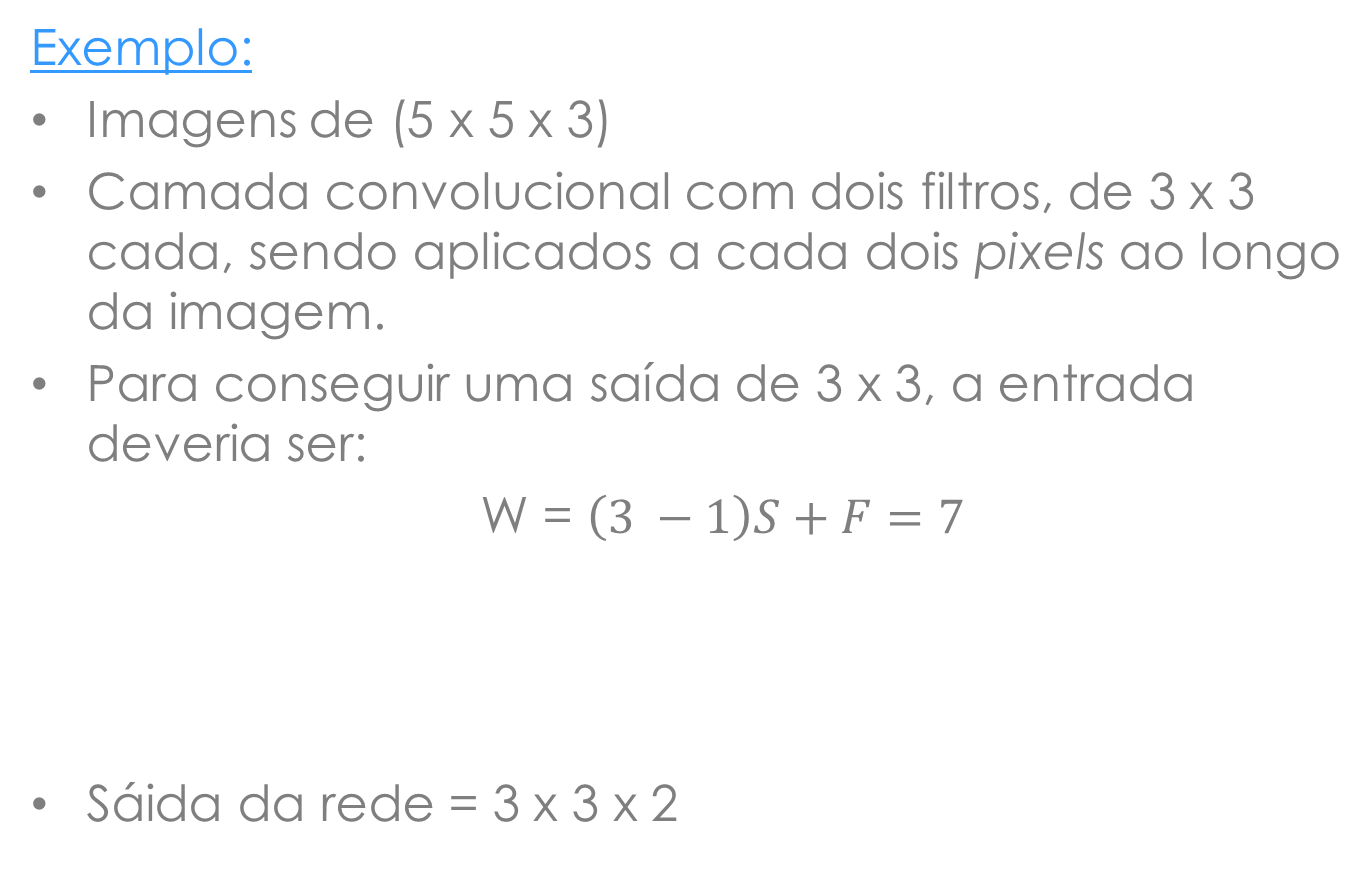 Exemplo:
• Imagens de (5 x 5 x 3)
• Camada convolucional com dois filtros, de 3 x 3
cada, sendo aplicados a cada dois pixels ao longo
da imagem.
• Para conseguir uma saída de 3 x 3, a entrada
deveria ser:
W = (3 − 1)S + F = 7
• Sáida da rede = 3 x 3 x 2